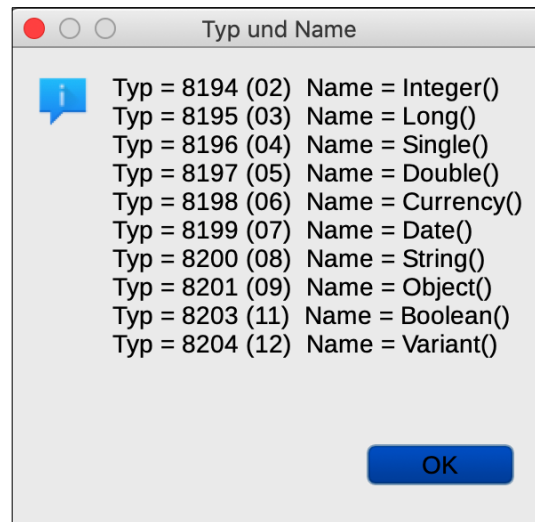 Typ und Name
Typ = 8194 (02)  Name = Integer()
Typ = 8195 (03)  Name = Long()
Typ = 8196 (04)  Name = Single()
Typ = 8197 (05)  Name = Double()
Typ = 8198 (06)  Name = Currency()
Typ = 8199 (07)  Name = Date()
Typ = 8200 (08)  Name = String()
Typ = 8201 (09)  Name = Object()
Typ = 8203 (11)  Name = Boolean()
Typ = 8204 (12)  Name = Variant()
OK